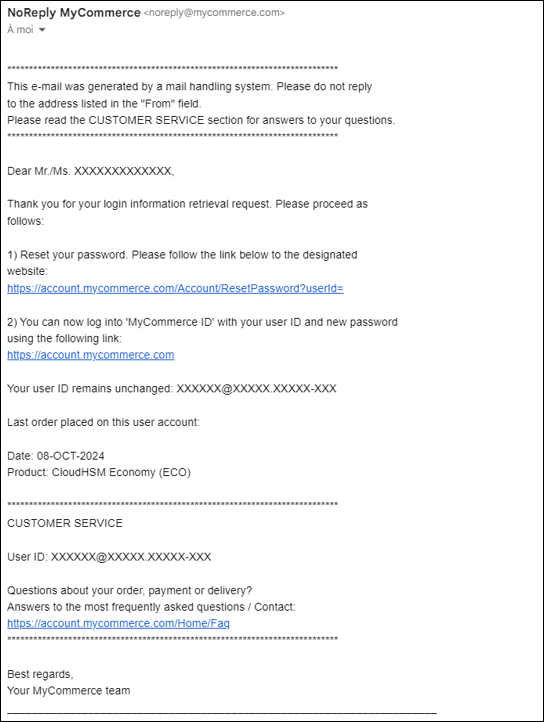 NoReply MyCommerce <noreply@mycommerce.com>
À moi
******************************************************************************
This e-mail was generated by a mail handling system. Please do not reply
to the address listed in the "From" field.
Please read the CUSTOMER SERVICE section for answers to your questions.
******************************************************************************
Dear Mr./Ms. XXXXXXXXXXXXX,
Thank you for your login information retrieval request. Please proceed as
follows:
1) Reset your password. Please follow the link below to the designated
website:
https://account.mycommerce.com/Account/ResetPassword?userId=
2) You can now log into 'MyCommerce ID' with your user ID and new password
using the following link:
https://account.mycommerce.com
Your user ID remains unchanged: XXXXXX@XXXXX.XXXXX-XXX
Last order placed on this user account:
Date: 08-OCT-2024
Product: CloudHSM Economy (ECO)
******************************************************************************
CUSTOMER SERVICE
User ID: XXXXXX@XXXXX.XXXXX-XXX
Questions about your order, payment or delivery?
Answers to the most frequently asked questions / Contact:
https://account.mycommerce.com/Home/Faq
******************************************************************************
Best regards,
Your MyCommerce team
______________________________________________________________________